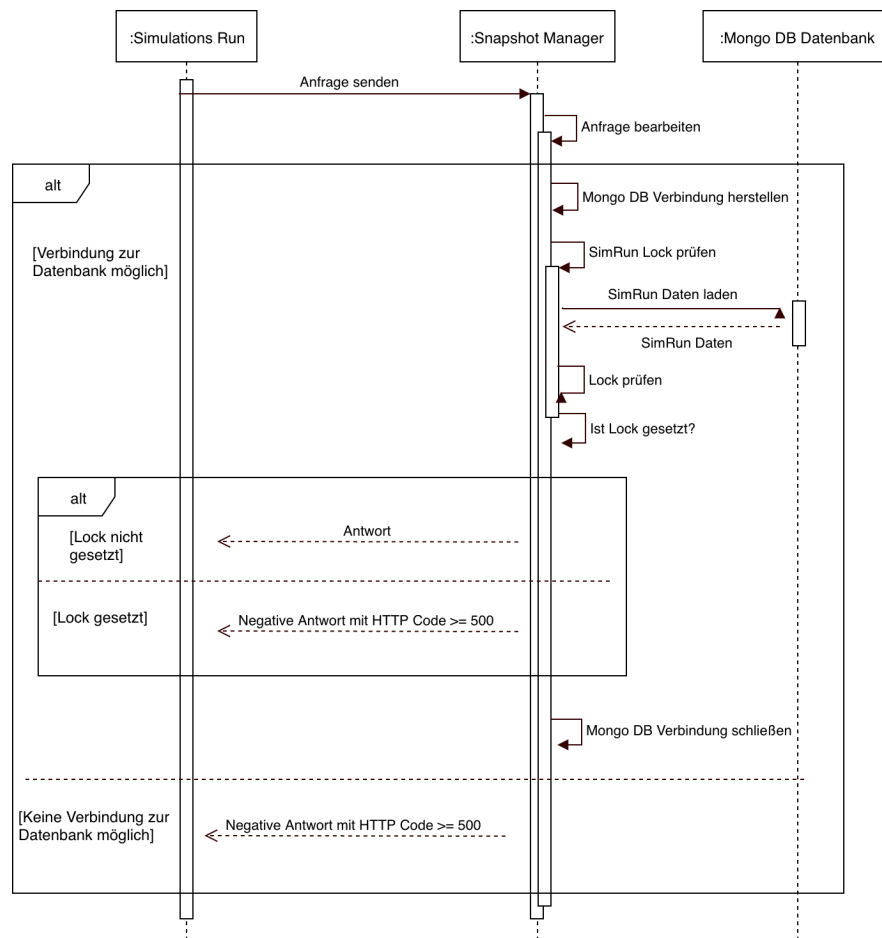 :Simulations Run
:Snapshot Manager
:Mongo DB Datenbank
Anfrage senden
Anfrage bearbeiten
alt
Mongo DB Verbindung herstellen
[Verbindung zur
Datenbank möglich]
SimRun Lock prüfen
SimRun Daten laden
SimRun Daten
Lock prüfen
Ist Lock gesetzt?
alt
[Lock nicht
gesetzt]
Antwort
[Lock gesetzt]
Negative Antwort mit HTTP Code >= 500
Mongo DB Verbindung schließen
[Keine Verbindung zur
Datenbank möglich]
Negative Antwort mit HTTP Code >= 500